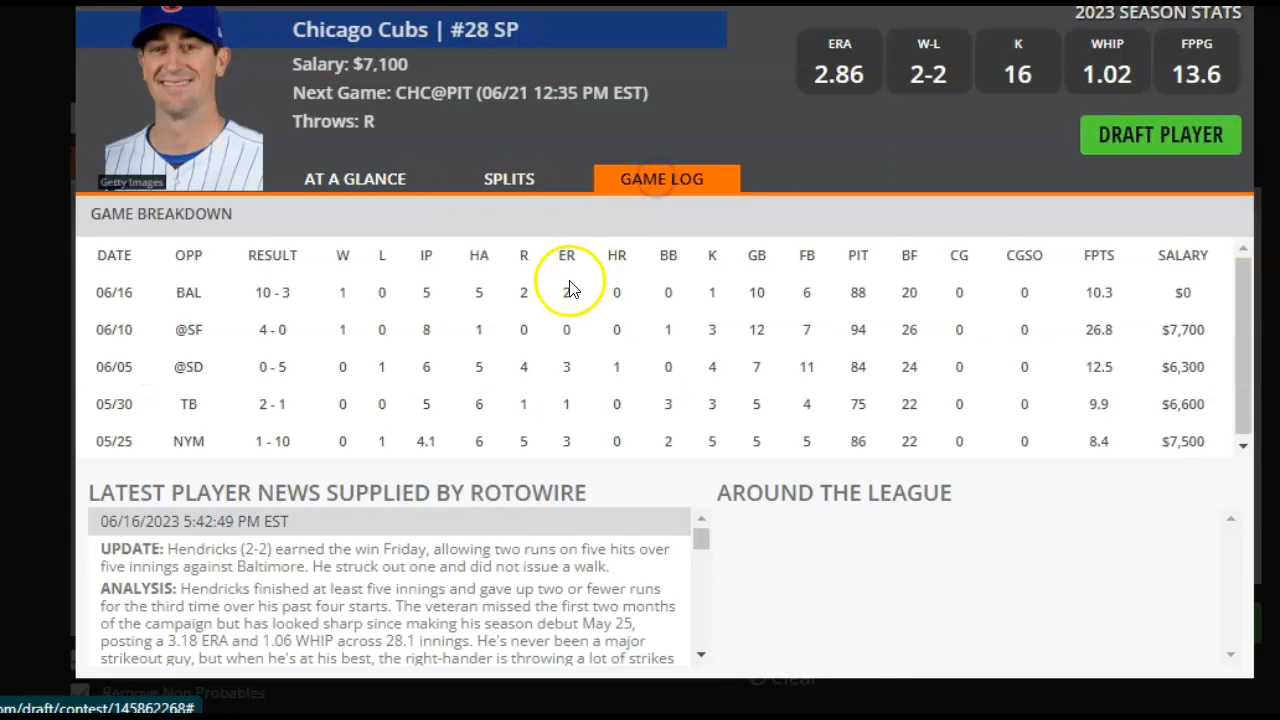 2023 SEASON STATS
Chicago Cubs | #28 SP
Salary: $7,100
Next Game: CHC@PIT (06/21 12:35 PM EST)
Throws: R
ERA W-L K WHIP FPPG
2.86 2-2 16 1.02 13.6
DRAFT PLAYER
Getty Images
AT A GLANCE SPLITS GAME LOG
GAME BREAKDOWN
DATE OPP RESULT W L IP HA R ER HR BB K GB FB PIT BF CG CGSO FPTS SALARY
06/16 BAL 10 - 3 1 0 5 5 2 2 0 0 1 10 6 88 20 0 0 10.3 $0
06/10 @SF 4 - 0 1 0 8 1 0 0 0 1 3 12 7 94 26 0 0 26.8 $7,700
06/05 @SD 0 - 5 0 1 6 5 4 3 1 0 4 7 11 84 24 0 0 12.5 $6,300
05/30 TB 2 - 1 0 0 5 6 1 1 0 3 3 5 4 75 22 0 0 9.9 $6,600
05/25 NYM 1 - 10 0 1 4.1 6 5 3 0 2 5 5 5 86 22 0 0 8.4 $7,500
LATEST PLAYER NEWS SUPPLIED BY ROTOWIRE
06/16/2023 5:42:49 PM EST
UPDATE: Hendricks (2-2) earned the win Friday, allowing two runs on five hits over
five innings against Baltimore. He struck out one and did not issue a walk.
ANALYSIS: Hendricks finished at least five innings and gave up two or fewer runs
for the third time over his past four starts. The veteran missed the first two months
of the campaign but has looked sharp since making his season debut May 25,
posting a 3.18 ERA and 1.06 WHIP across 28.1 innings. He's never been a major
strikeout guy, but when he's at his best, the right-hander is throwing a lot of strikes
AROUND THE LEAGUE
Remove Non Probables
Clear
om/draft/contest/145862268#